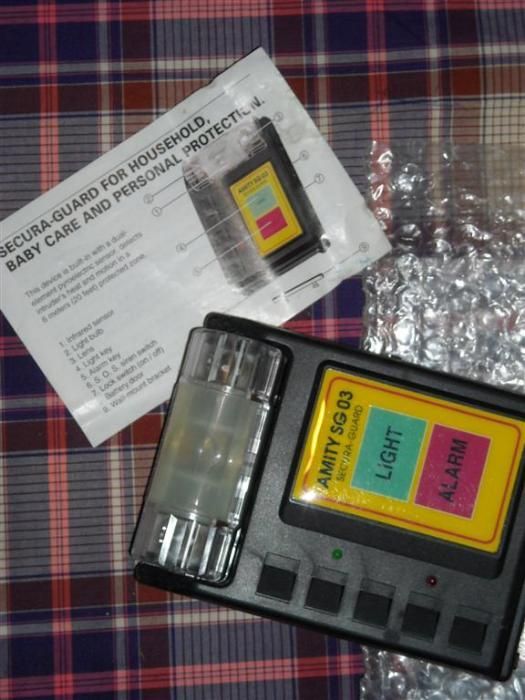 SECURA-GUARD FOR HOUSEHOLD,
BABY CARE AND PERSONAL PROTECTION.
This device is built-in with a dual-
element pyroelectric sensor, detects
intruder's heat and motion in a
6 meters (20 feet) protected zone.
1. Infrared sensor
2. Light bulb
3. Lens
4. Light key
5. Alarm key
6. S.O.S. siren switch
7. Lock switch (on / off)
Battery door
9. Wall-mount bracket
AMITY SG 03
AMITY SG 03
SECURA-GUARD
LIGHT
ALARM